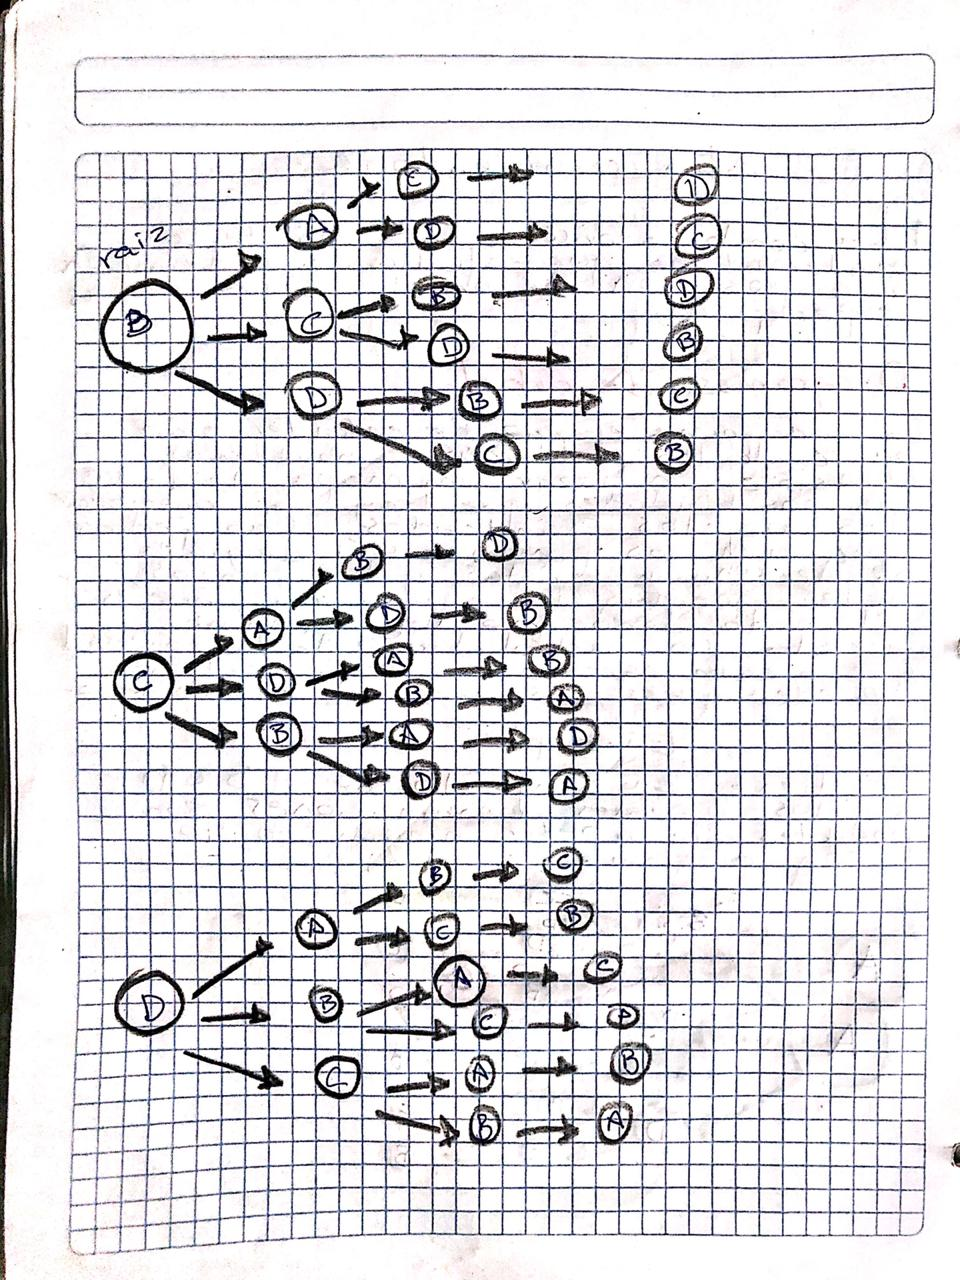 raiz
E → D
A → D → C
B
C → B → D
D → B
D → B → C
C → B
B → D
A → D → B
C
D → A → B
B → A
B → A → D
D → A
B → C
A → C → B
D
B → A → C
C → A
C → A → B
B → A